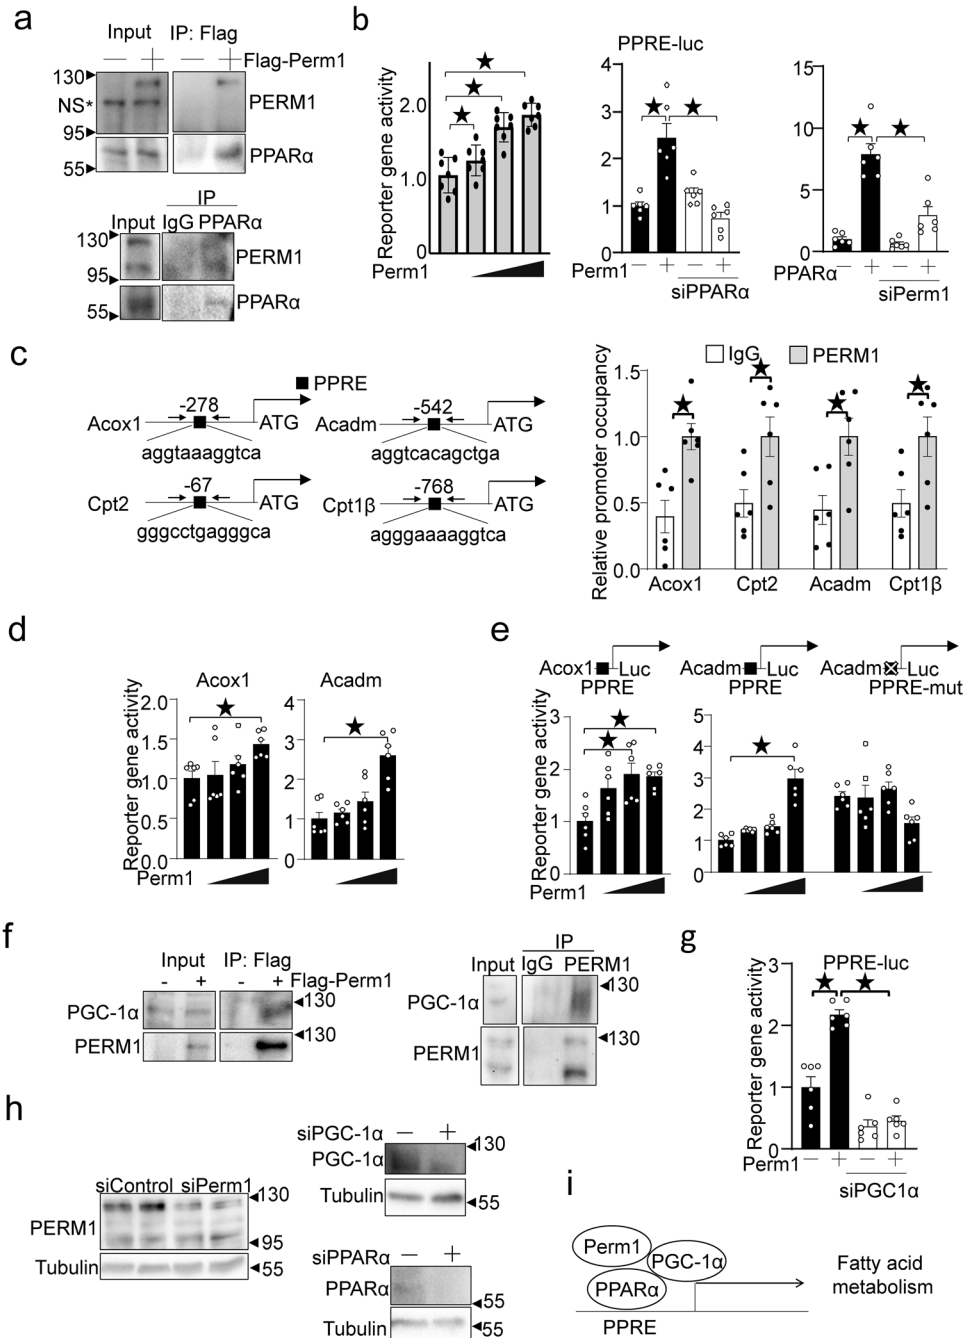 a
Input IP: Flag
— + — + Flag-Perm1
130
NS*
PERM1
95
PPARα
55
IP
Input IgG PPARα
130
PERM1
95
PPARα
55
b
PPRE-luc
Reporter gene activity
2.0
1.0
0
Perm1
4
3
2
1
0
Perm1 — + — +
siPPARα
15
10
5
0
PPARα — + — +
siPerm1
c
PPRE
Acox1 -278 ATG
aggtaaaggtca
Acadm -542 ATG
aggtcacagctga
Cpt2 -67 ATG
gggcctgagggca
Cpt1β -768 ATG
agggaaaaggtca
IgG PERM1
Relative promoter occupancy
1.5
1.0
0.5
0.0
Acox1 Cpt2 Acadm Cpt1β
d
Acox1 Acadm
Reporter gene activity
2.0
1.5
1.0
0.5
0.0
4
3
2
1
0
Perm1
e
Acox1 Luc
PPRE
Acadm Luc
PPRE
Acadm Luc
PPRE-mut
Reporter gene activity
3
2
1
0
5
4
3
2
1
0
Perm1
f
Input IP: Flag
- + - + Flag-Perm1
PGC-1α 130
PERM1 130
IP
Input IgG PERM1
PGC-1α 130
PERM1 130
g
PPRE-luc
Reporter gene activity
3
2
1
0
Perm1 — + — +
siPGC1α
h
siControl siPerm1
PERM1 130
95
Tubulin 55
siPGC-1α — +
PGC-1α 130
Tubulin 55
siPPARα — +
PPARα 55
Tubulin 55
i
Perm1
PGC-1α
PPARα
PPRE
Fatty acid
metabolism